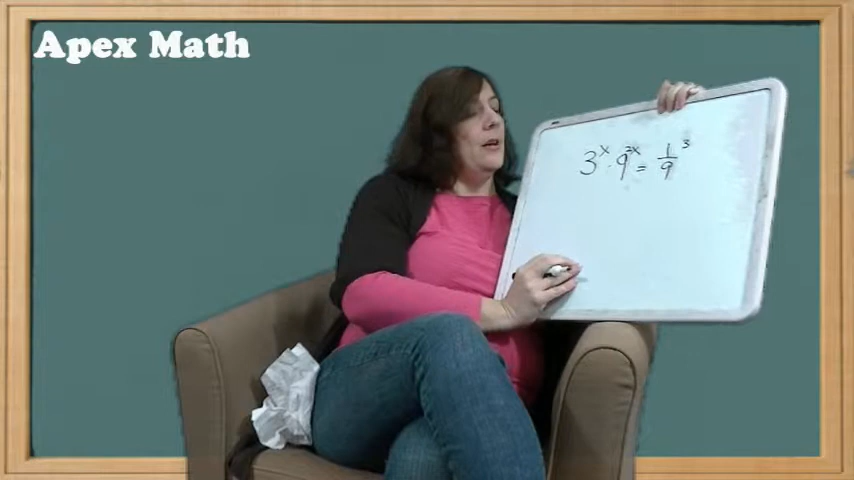 Apex Math
3^x · 9^2x = 1/9^3